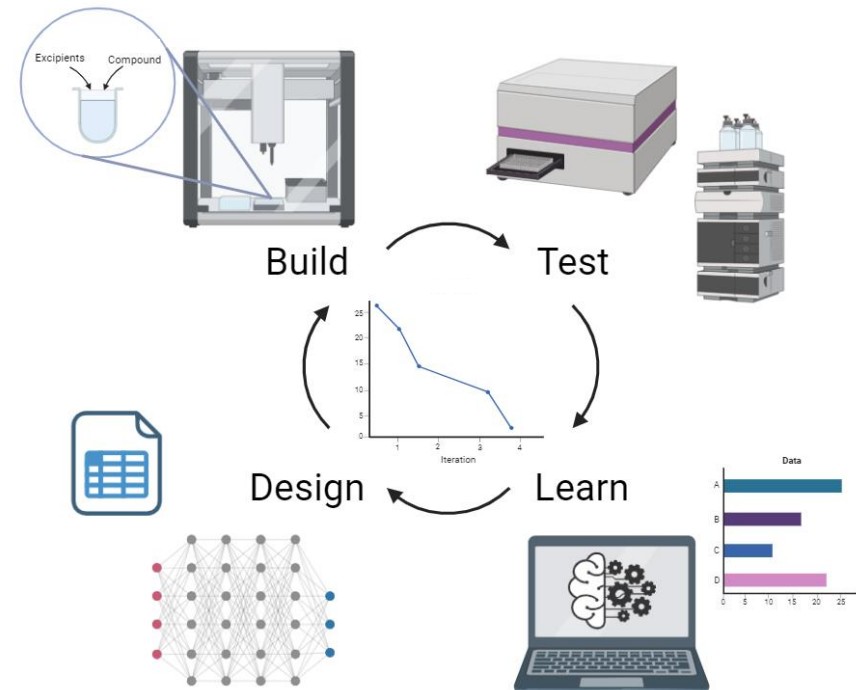 Excipients Compound
Build
Test
25
20
15
10
5
0
1 2 3 4
Iteration
Design
Learn
Data
A
B
C
D
0 5 10 15 20 25